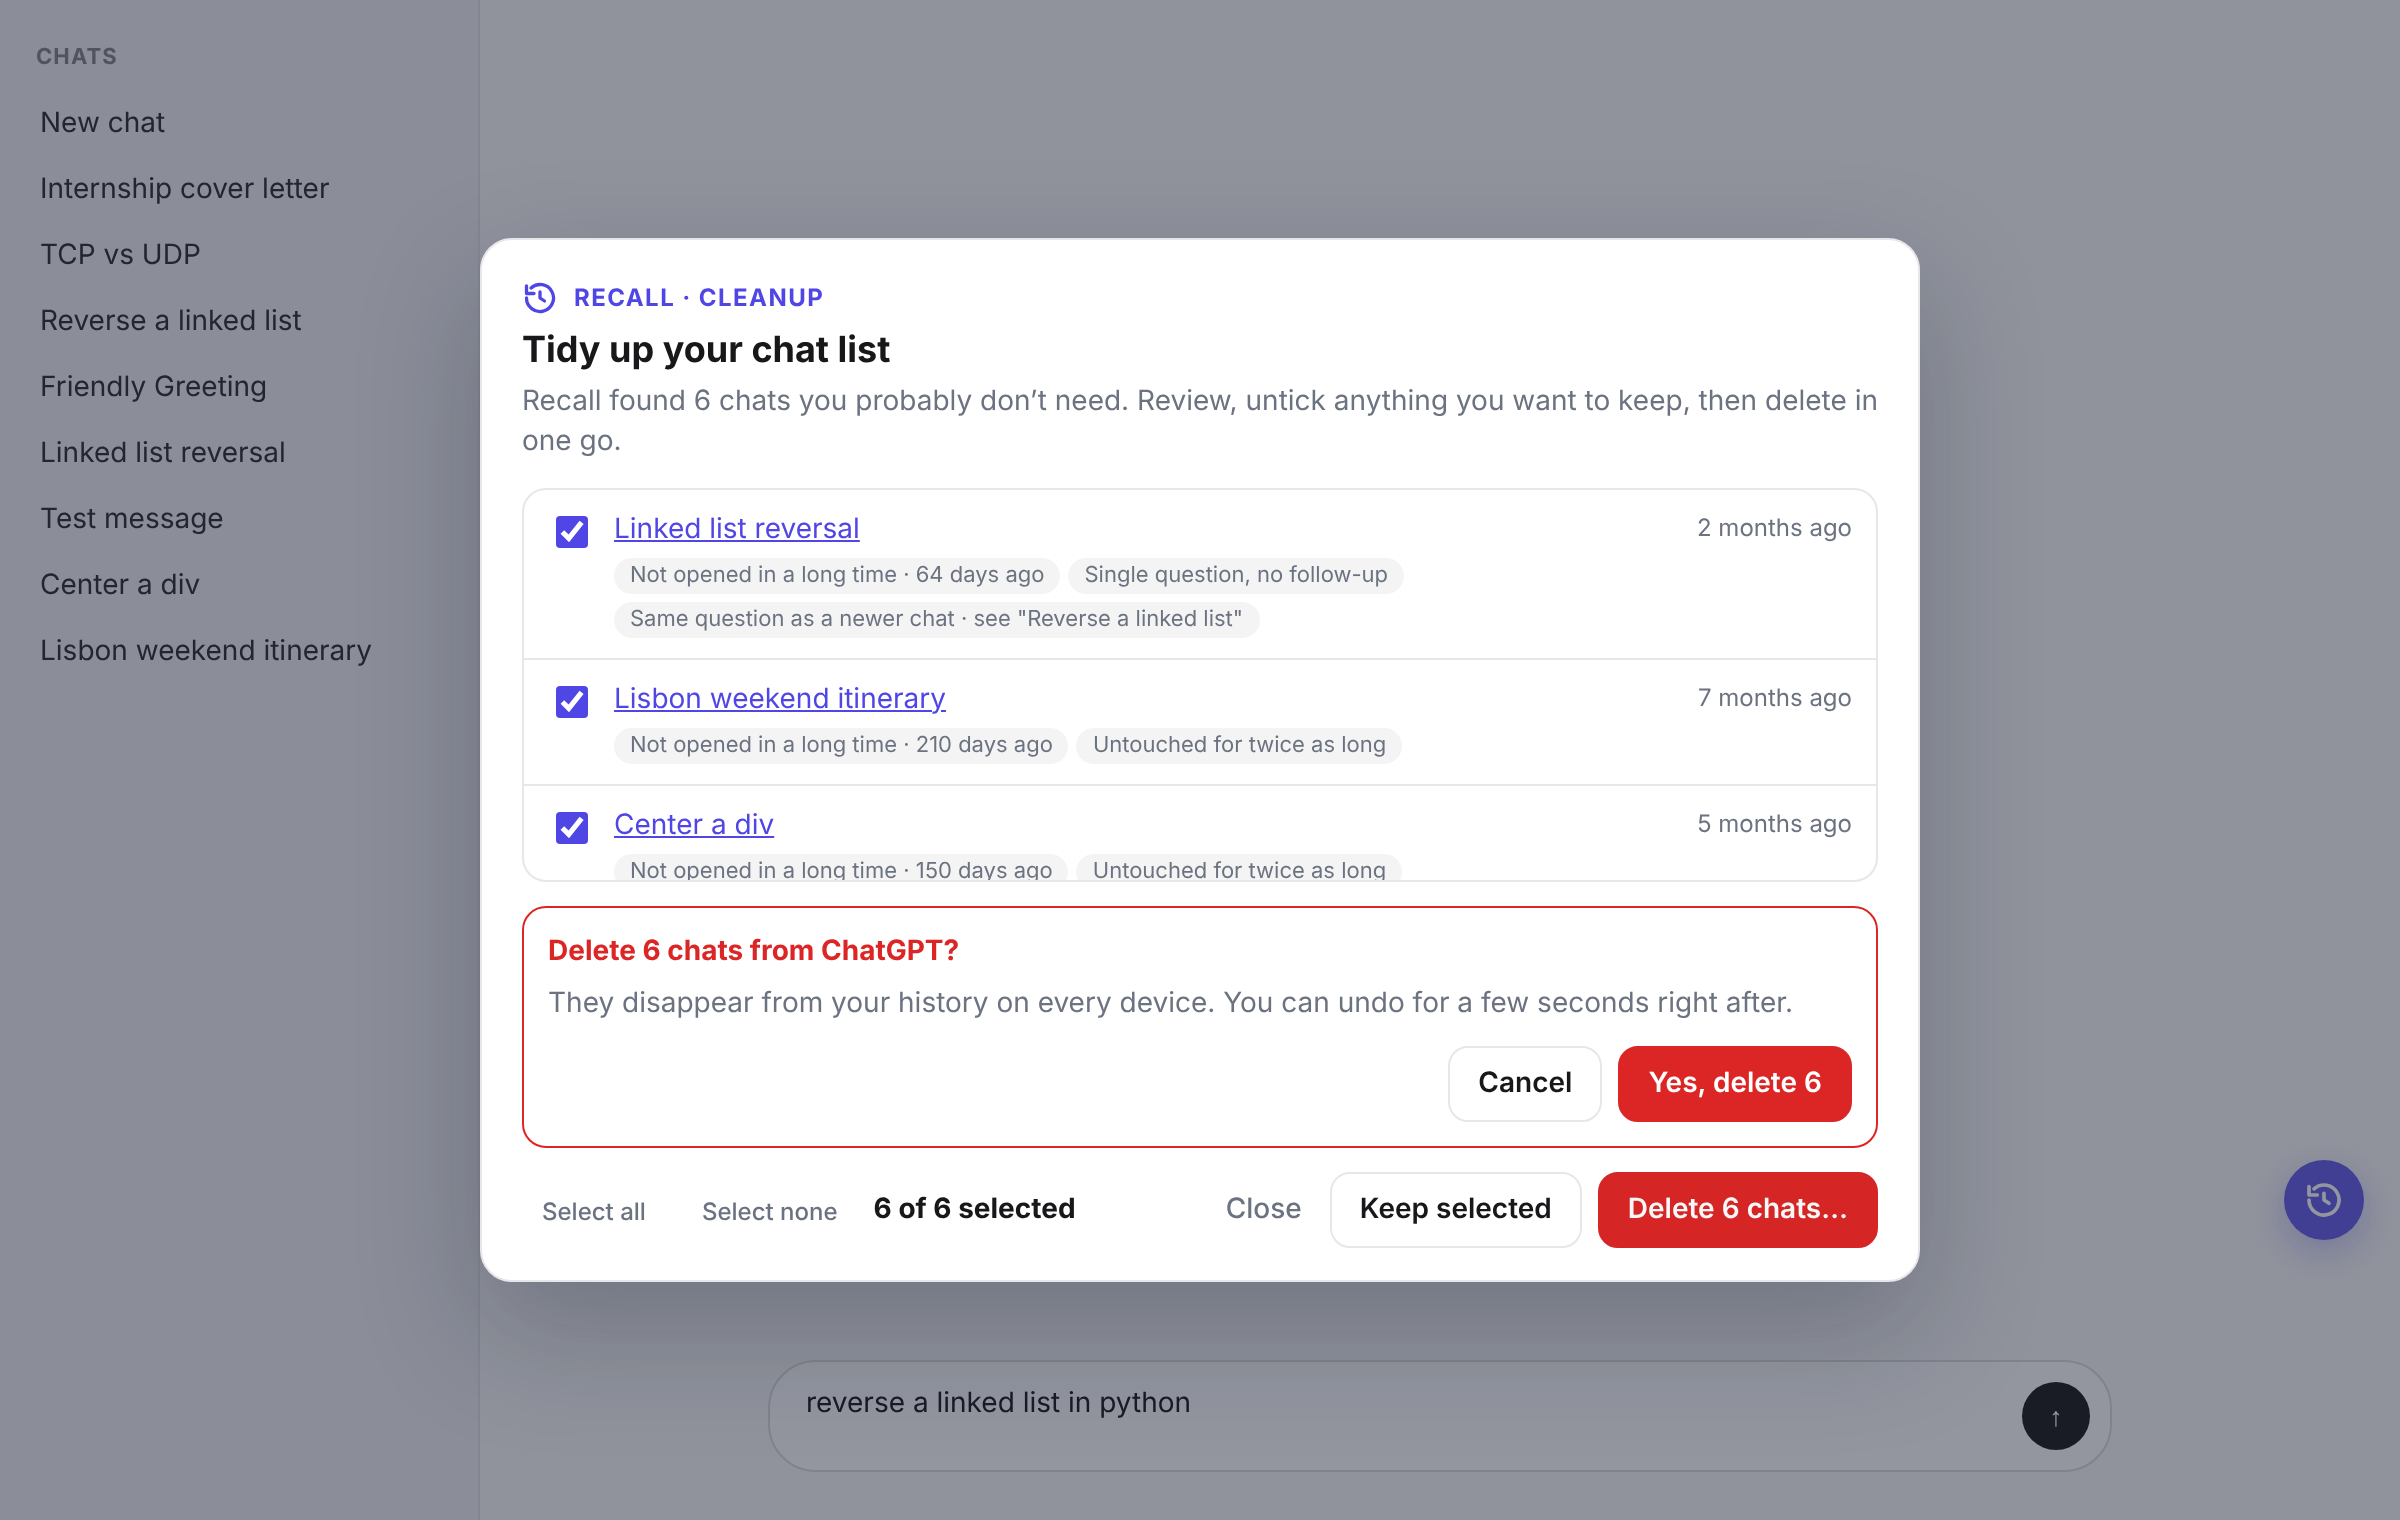 CHATS
New chat
Internship cover letter
TCP vs UDP
Reverse a linked list
Friendly Greeting
Linked list reversal
Test message
Center a div
Lisbon weekend itinerary
RECALL · CLEANUP
Tidy up your chat list
Recall found 6 chats you probably don’t need. Review, untick anything you want to keep, then delete in
one go.
Linked list reversal
2 months ago
Not opened in a long time · 64 days ago
Single question, no follow-up
Same question as a newer chat · see "Reverse a linked list"
Lisbon weekend itinerary
7 months ago
Not opened in a long time · 210 days ago
Untouched for twice as long
Center a div
5 months ago
Not opened in a long time · 150 days ago
Untouched for twice as long
Delete 6 chats from ChatGPT?
They disappear from your history on every device. You can undo for a few seconds right after.
Cancel
Yes, delete 6
Select all
Select none
6 of 6 selected
Close
Keep selected
Delete 6 chats…
reverse a linked list in python
↑